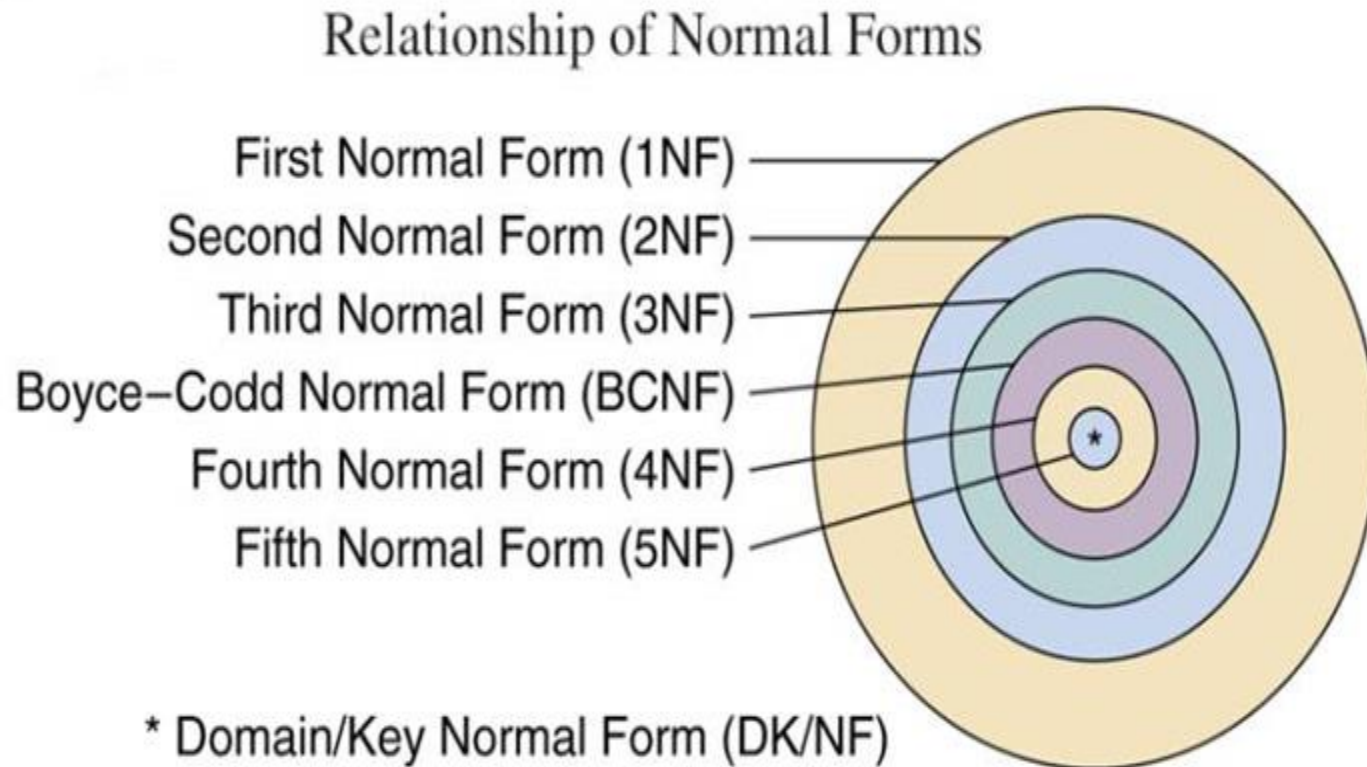 Relationship of Normal Forms
First Normal Form (1NF)
Second Normal Form (2NF)
Third Normal Form (3NF)
Boyce–Codd Normal Form (BCNF)
Fourth Normal Form (4NF)
Fifth Normal Form (5NF)
*
* Domain/Key Normal Form (DK/NF)